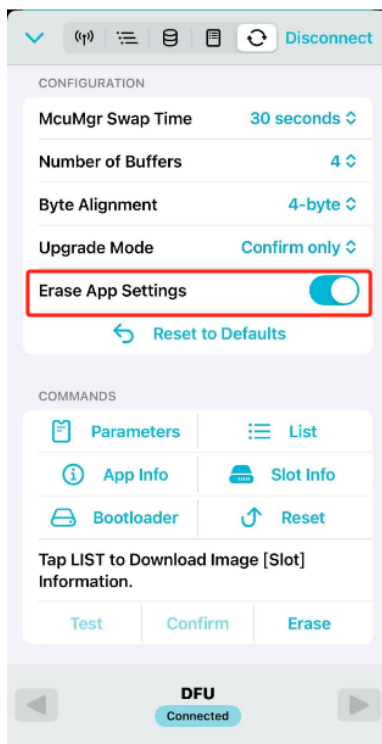 Disconnect
CONFIGURATION
McuMgr Swap Time 30 seconds
Number of Buffers 4
Byte Alignment 4-byte
Upgrade Mode Confirm only
Erase App Settings
Reset to Defaults
COMMANDS
Parameters List
App Info Slot Info
Bootloader Reset
Tap LIST to Download Image [Slot]
Information.
Test Confirm Erase
DFU
Connected